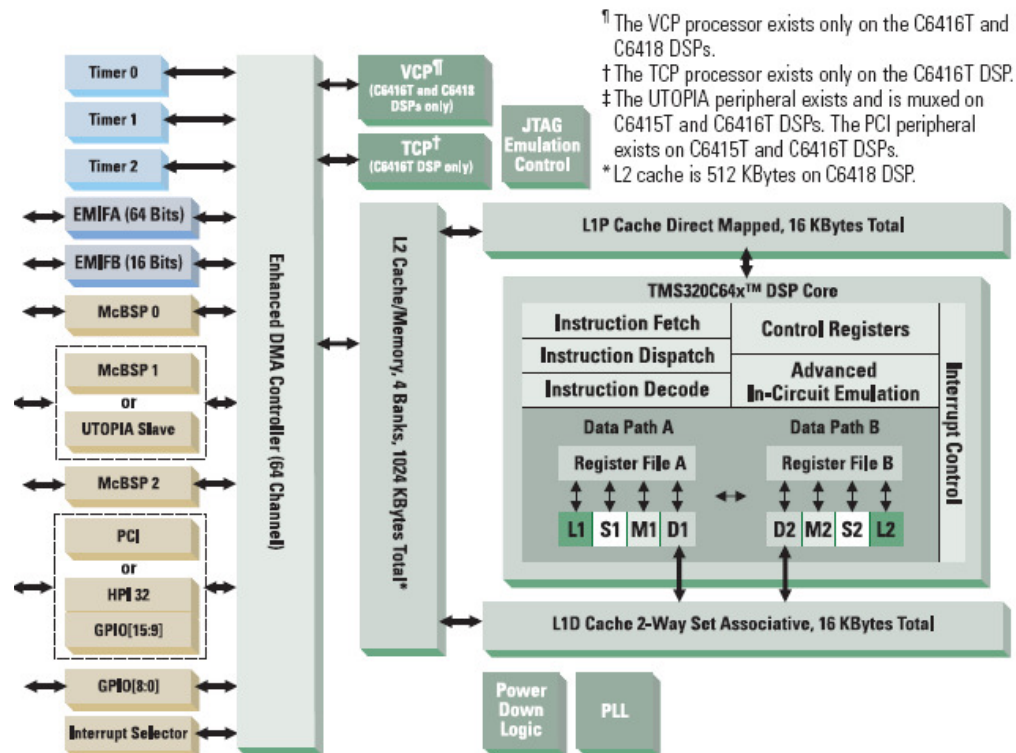 ¶ The VCP processor exists only on the C6416T and
C6418 DSPs.
† The TCP processor exists only on the C6416T DSP.
‡ The UTOPIA peripheral exists and is muxed on
C6415T and C6416T DSPs. The PCI peripheral
exists on C6415T and C6416T DSPs.
* L2 cache is 512 KBytes on C6418 DSP.
Timer 0
Timer 1
Timer 2
EMIFA (64 Bits)
EMIFB (16 Bits)
McBSP 0
McBSP 1
or
UTOPIA Slave
McBSP 2
PCI
or
HPI 32
GPIO[15:9]
GPIO[8:0]
Interrupt Selector
Enhanced DMA Controller (64 Channel)
VCP¶
(C6416T and C6418
DSPs only)
TCP†
(C6416T DSP only)
JTAG
Emulation
Control
L2 Cache/Memory, 4 Banks, 1024 KBytes Total*
L1P Cache Direct Mapped, 16 KBytes Total
TMS320C64x™ DSP Core
Instruction Fetch
Instruction Dispatch
Instruction Decode
Control Registers
Advanced
In-Circuit Emulation
Interrupt Control
Data Path A
Register File A
L1 S1 M1 D1
Data Path B
Register File B
D2 M2 S2 L2
L1D Cache 2-Way Set Associative, 16 KBytes Total
Power
Down
Logic
PLL